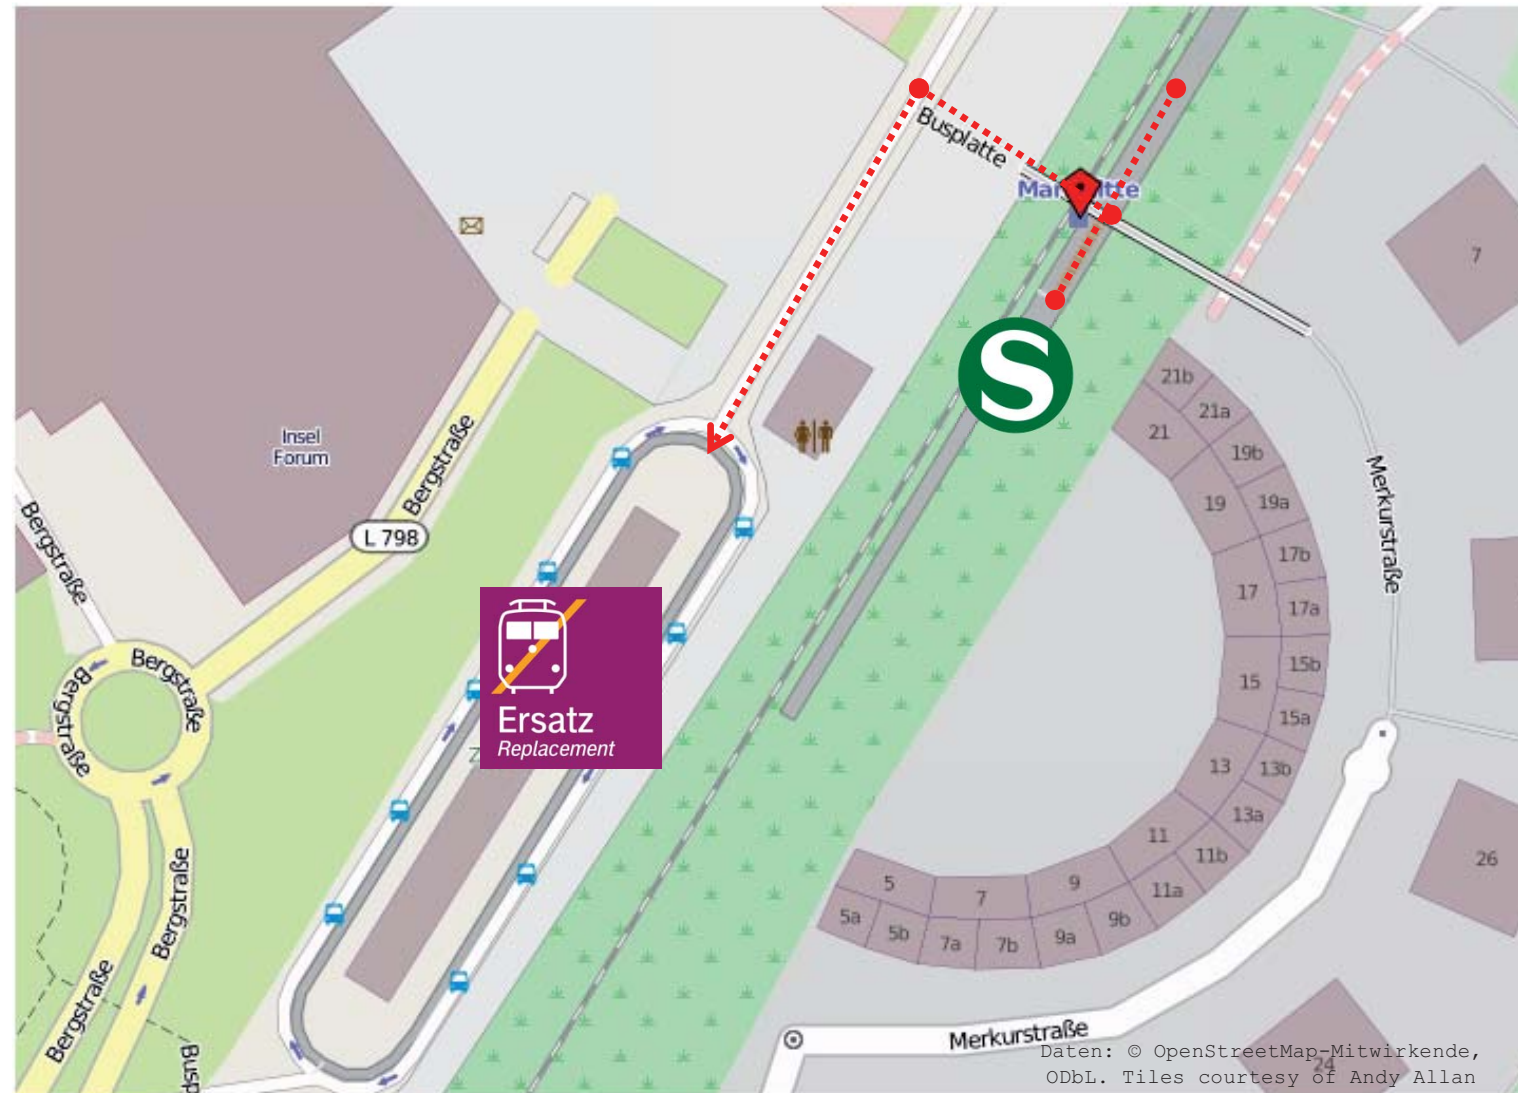 Busplatte
7
S
21b
21a
21
19b
19
19a
Insel
Forum
Bergstraße
L 798
Merkurstraße
Bergstraße
17b
17
17a
Ersatz
Replacement
Bergstraße
Bergstraße
15b
15
15a
13
13b
13a
11
11b
11a
26
5
7
9
5a
5b
7a
7b
9a
9b
Bergstraße
Bergstraße
Merkurstraße
24
Daten: © OpenStreetMap-Mitwirkende,
ODbL. Tiles courtesy of Andy Allan